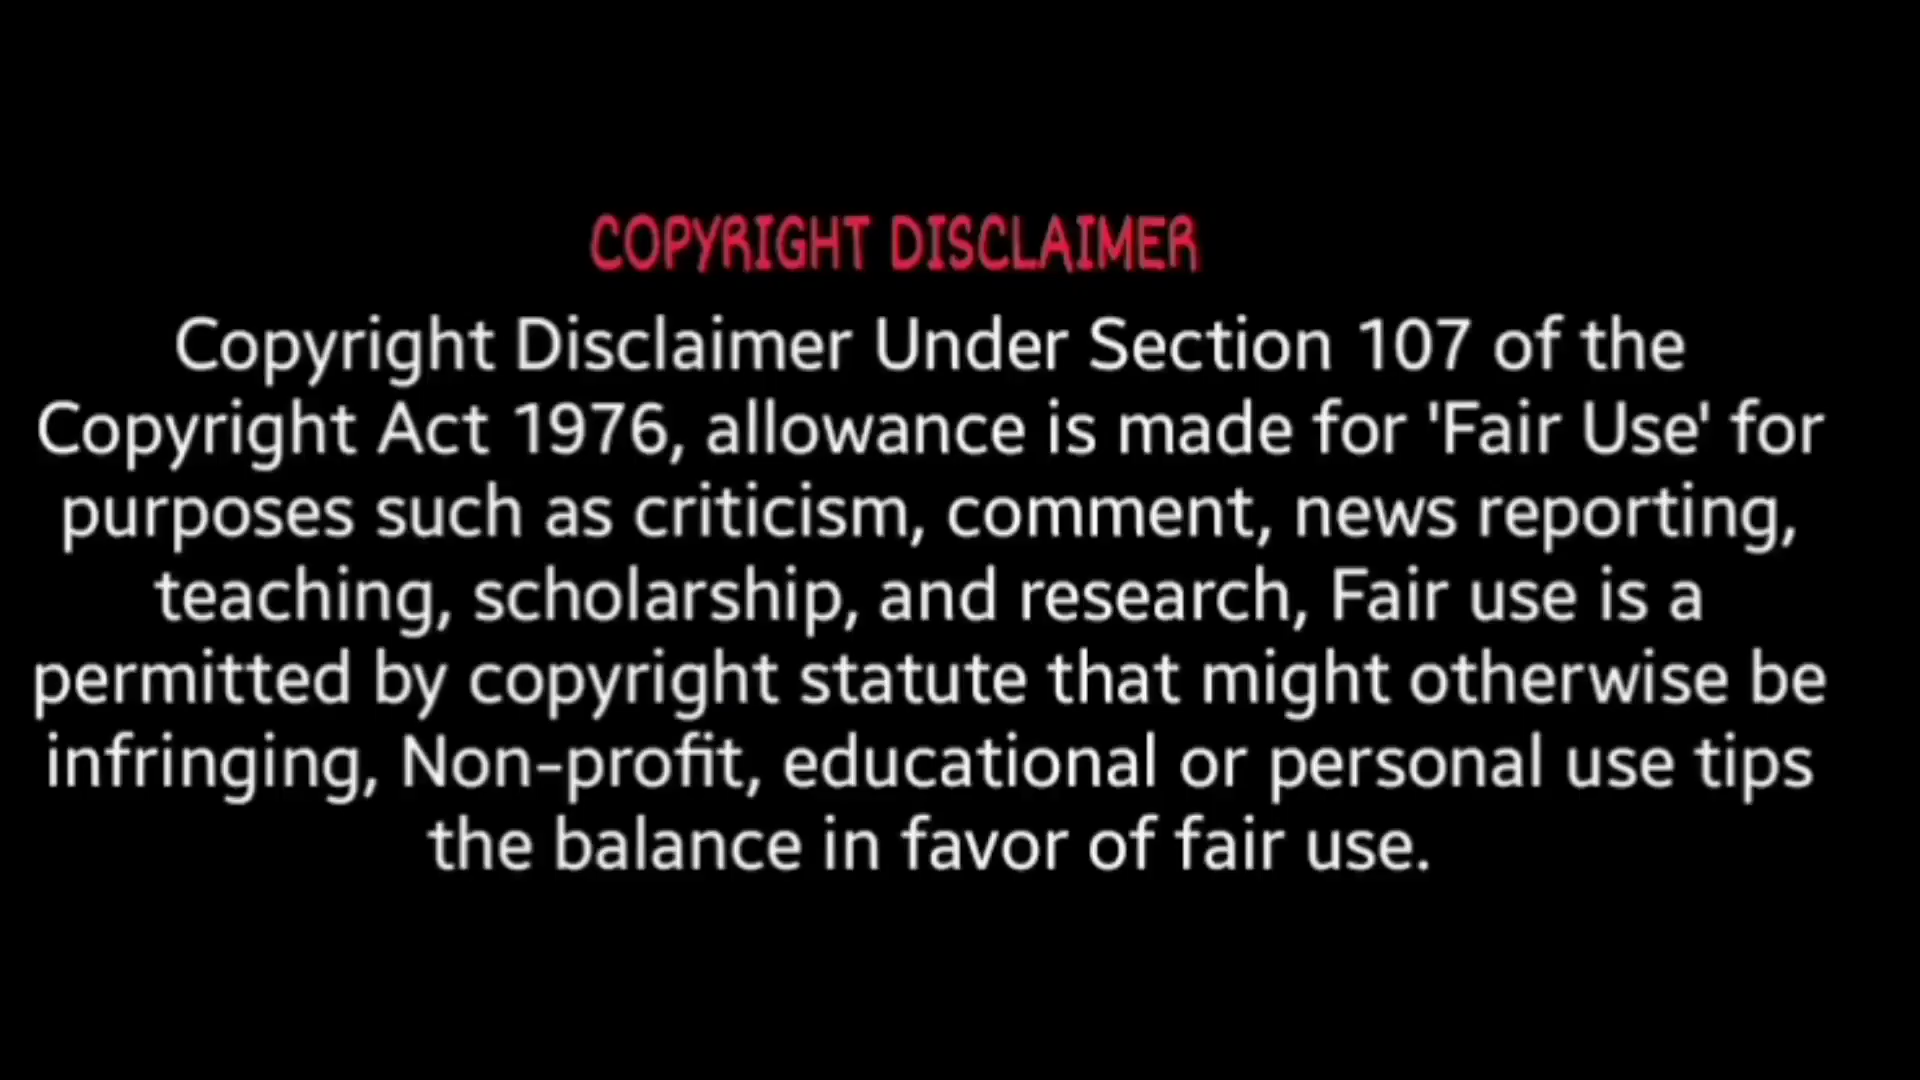 COPYRIGHT DISCLAIMER
Copyright Disclaimer Under Section 107 of the
Copyright Act 1976, allowance is made for 'Fair Use' for
purposes such as criticism, comment, news reporting,
teaching, scholarship, and research, Fair use is a
permitted by copyright statute that might otherwise be
infringing, Non-profit, educational or personal use tips
the balance in favor of fair use.